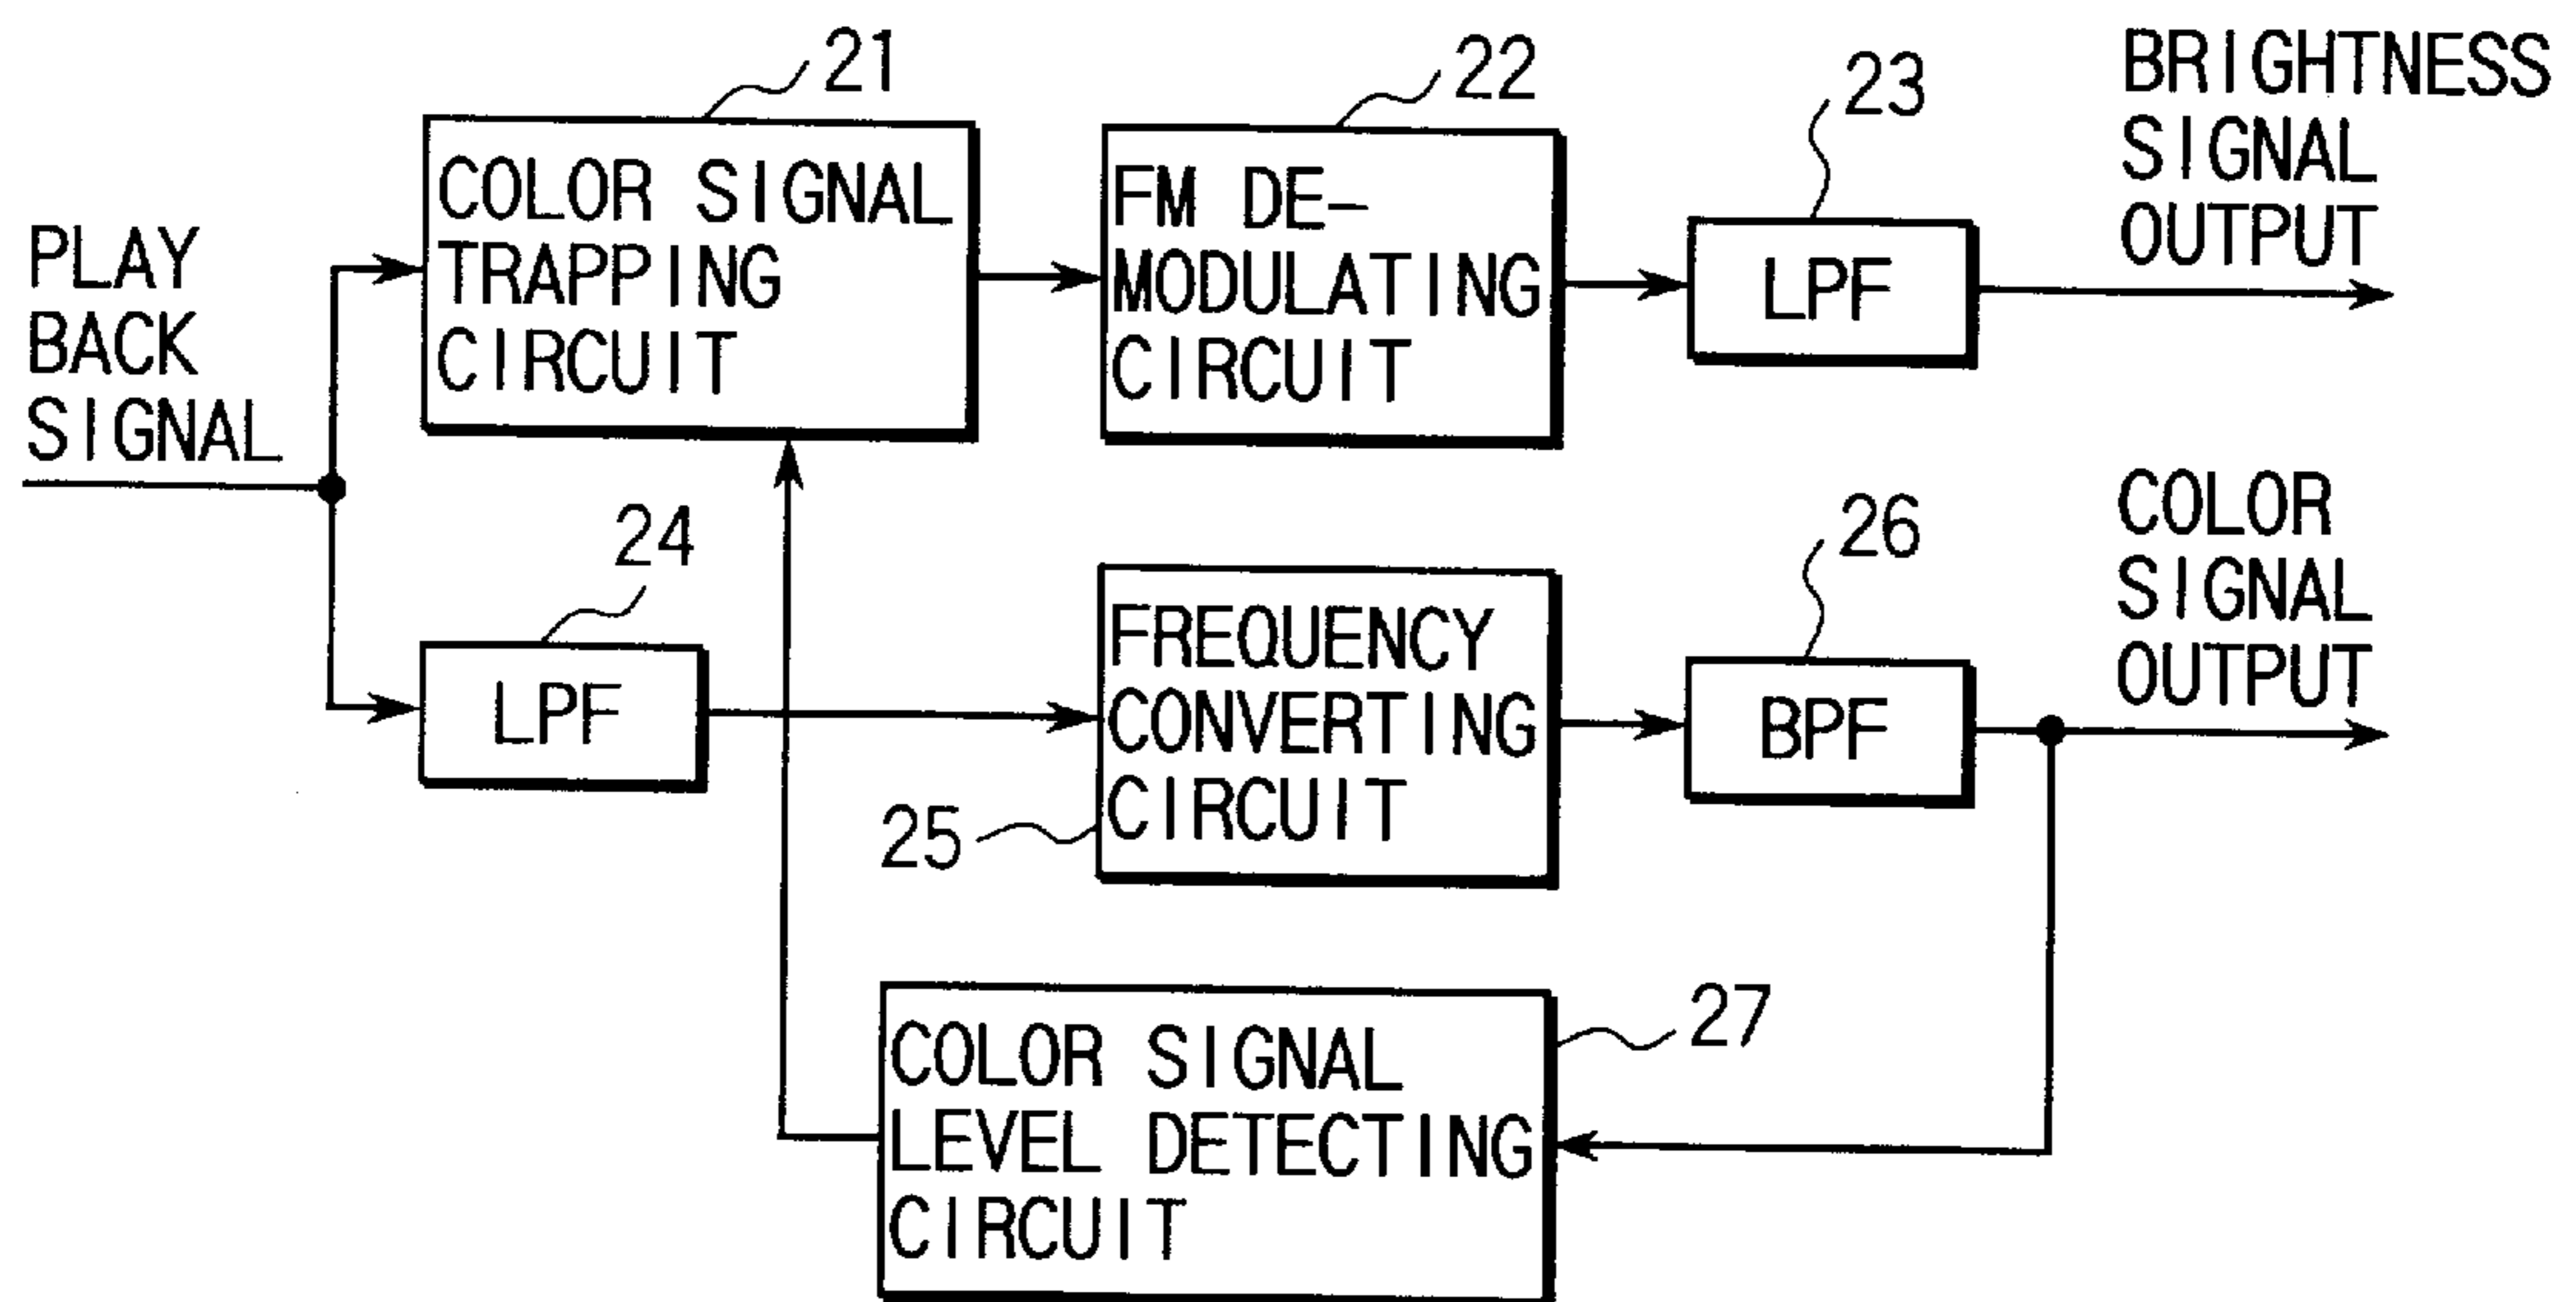 PLAY
BACK
SIGNAL
21
COLOR SIGNAL
TRAPPING
CIRCUIT
22
FM DE-
MODULATING
CIRCUIT
23
LPF
BRIGHTNESS
SIGNAL
OUTPUT
24
LPF
25
FREQUENCY
CONVERTING
CIRCUIT
26
BPF
COLOR
SIGNAL
OUTPUT
27
COLOR SIGNAL
LEVEL DETECTING
CIRCUIT